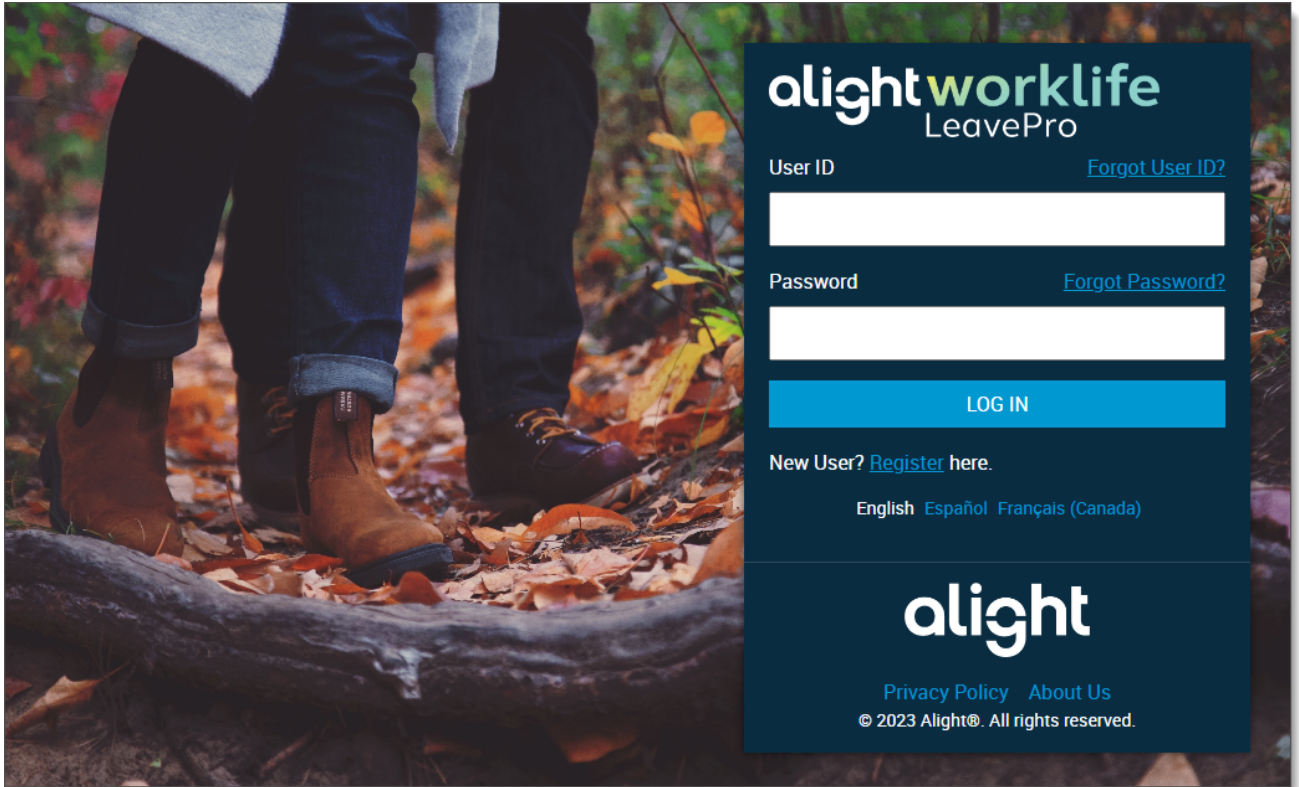 alight worklife
LeavePro
User ID Forgot User ID?
Password Forgot Password?
LOG IN
New User? Register here.
English Español Français (Canada)
alight
Privacy Policy About Us
© 2023 Alight®. All rights reserved.